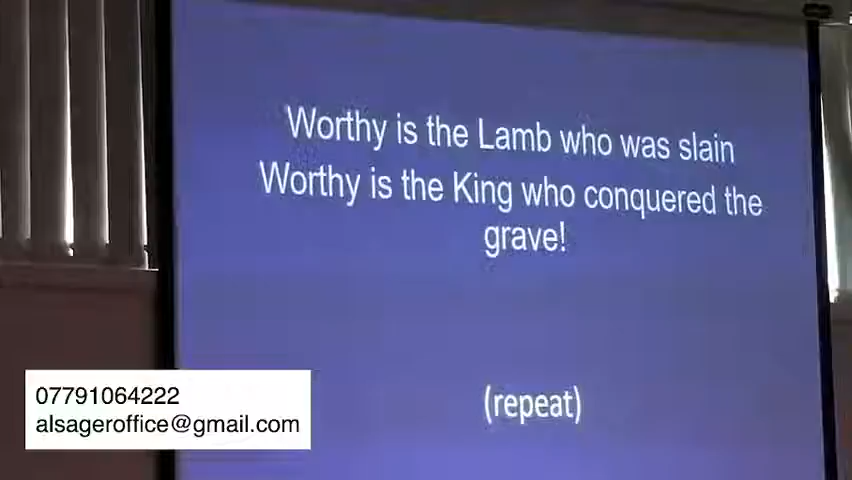 Worthy is the Lamb who was slain
Worthy is the King who conquered the
grave!
(repeat)
07791064222
alsageroffice@gmail.com